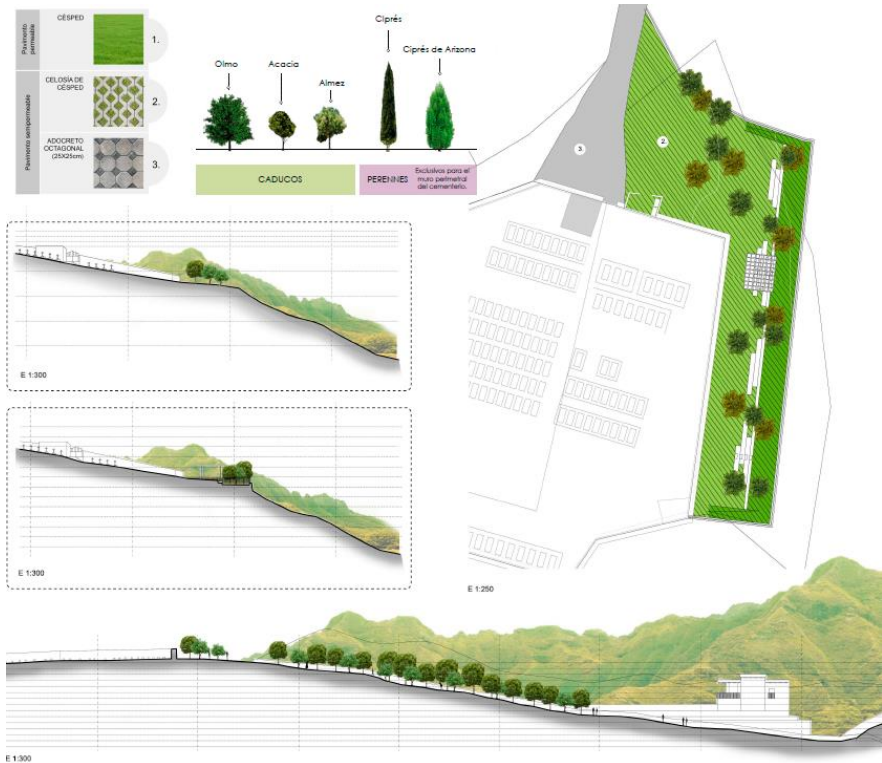 Pavimento
permeable
CÉSPED
1.
Pavimento semipermeable
CELOSÍA DE
CÉSPED
2.
ADOCRETO
OCTAGONAL
(25X25cm)
3.
Olmo
Acacia
Almez
Ciprés
Ciprés de Arizona
CADUCOS
PERENNES
Exclusivos para el
muro perimetral
del cementerio.
3.
2.
E 1:300
E 1:300
E 1:250
E 1:300